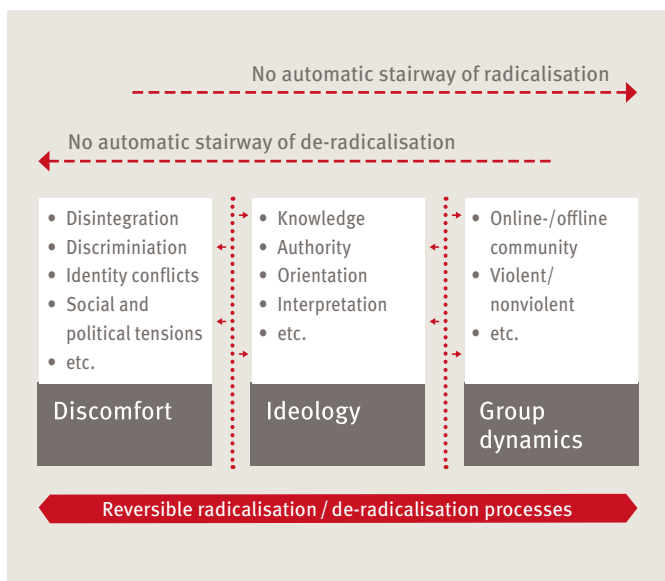 No automatic stairway of radicalisation
No automatic stairway of de-radicalisation
• Disintegration
• Discriminiation
• Identity conflicts
• Social and
political tensions
• etc.
Discomfort
• Knowledge
• Authority
• Orientation
• Interpretation
• etc.
Ideology
• Online-/offline
community
• Violent/
nonviolent
• etc.
Group
dynamics
Reversible radicalisation / de-radicalisation processes